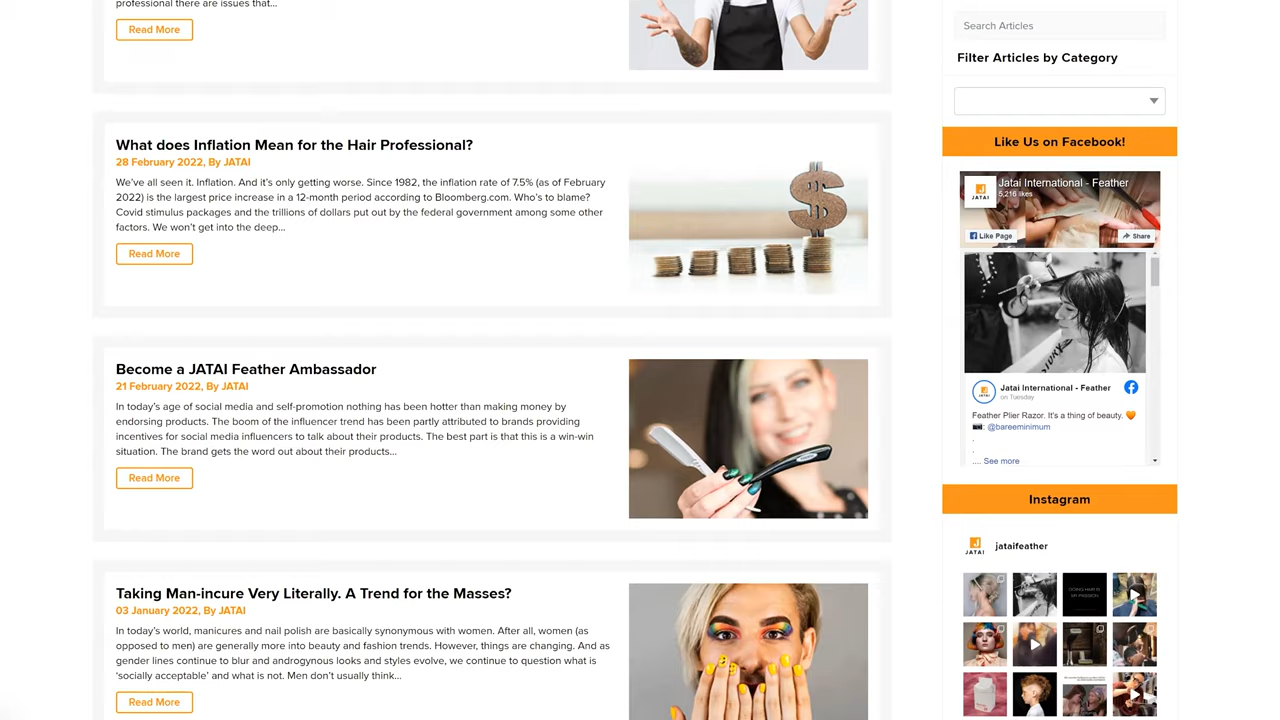 professional there are issues that...
Read More
What does Inflation Mean for the Hair Professional?
28 February 2022, By JATAI
We've all seen it. Inflation. And it's only getting worse. Since 1982, the inflation rate of 7.5% (as of February
2022) is the largest price increase in a 12-month period according to Bloomberg.com. Who's to blame?
Covid stimulus packages and the trillions of dollars put out by the federal government among some other
factors. We won't get into the deep...
Read More
Become a JATAI Feather Ambassador
21 February 2022, By JATAI
In today's age of social media and self-promotion nothing has been hotter than making money by
endorsing products. The boom of the influencer trend has been partly attributed to brands providing
incentives for social media influencers to talk about their products. The best part is that this is a win-win
situation. The brand gets the word out about their products...
Read More
Taking Man-incure Very Literally. A Trend for the Masses?
03 January 2022, By JATAI
In today's world, manicures and nail polish are basically synonymous with women. After all, women (as
opposed to men) are generally more into beauty and fashion trends. However, things are changing. And as
gender lines continue to blur and androgynous looks and styles evolve, we continue to question what is
'socially acceptable' and what is not. Men don't usually think...
Read More
Search Articles
Filter Articles by Category
Like Us on Facebook!
Jatai International - Feather
5,216 likes
JATAI
Like Page
Share
Jatai International - Feather
on Tuesday
Feather Plier Razor. It's a thing of beauty. 🧡
📷: @bareeminimum
.
.
.... See more
Instagram
JATAI
jataifeather
DOING HAIR IS
MY PASSION